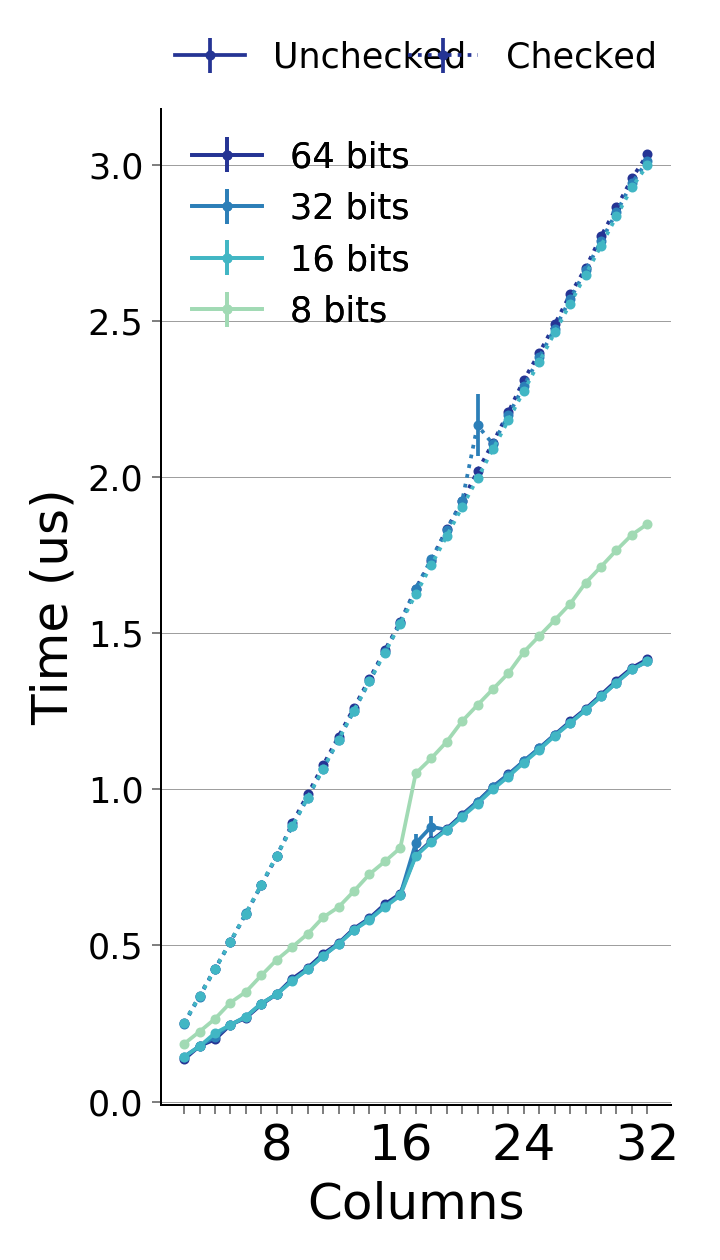 Unchecked Checked
64 bits
32 bits
16 bits
8 bits
3.0
2.5
2.0
1.5
1.0
0.5
0.0
Time (us)
8 16 24 32
Columns